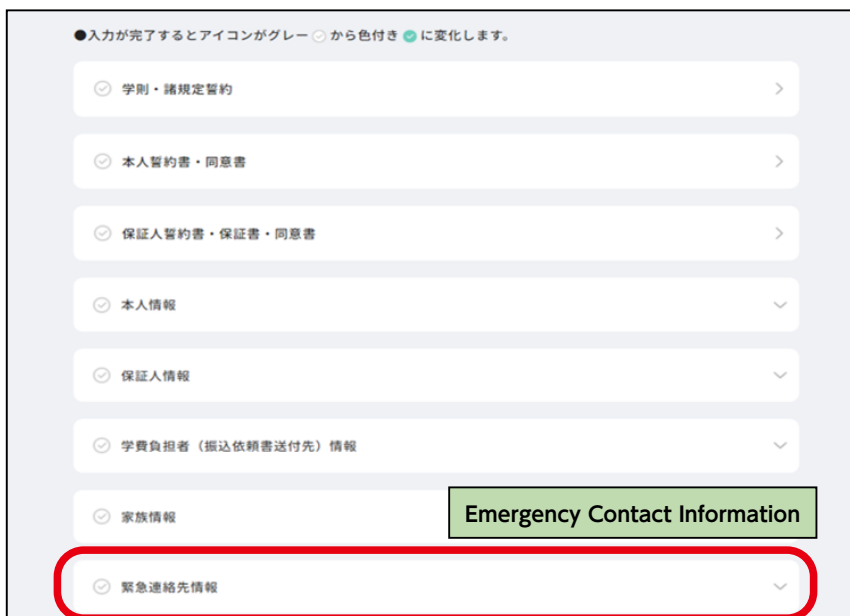 ●入力が完了するとアイコンがグレー から色付き に変化します。
学則・諸規定誓約
本人誓約書・同意書
保証人誓約書・保証書・同意書
本人情報
保証人情報
学費負担者（振込依頼書送付先）情報
家族情報
Emergency Contact Information
緊急連絡先情報